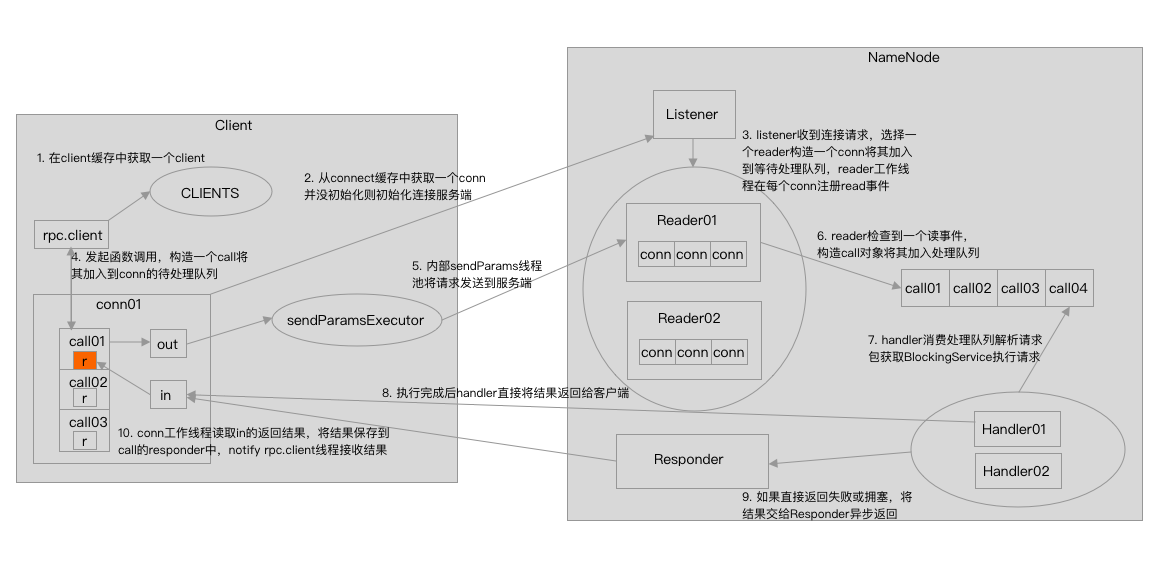 NameNode
Client
Listener
1. 在client缓存中获取一个client
CLIENTS
2. 从connect缓存中获取一个conn
并没初始化则初始化连接服务端
3. listener收到连接请求，选择一
个reader构造一个conn将其加入
到等待处理队列，reader工作线
程在每个conn注册read事件
rpc.client
4. 发起函数调用，构造一个call将
其加入到conn的待处理队列
5. 内部sendParams线程
池将请求发送到服务端
Reader01
conn conn conn
6. reader检查到一个读事件，
构造call对象将其加入处理队列
call01 call02 call03 call04
conn01
sendParamsExecutor
Reader02
conn conn conn
call01
r
out
call02
r
in
call03
r
7. handler消费处理队列解析请求
包获取BlockingService执行请求
8. 执行完成后handler直接将结果返回给客户端
10. conn工作线程读取in的返回结果，将结果保存到
call的responder中，notify rpc.client线程接收结果
Handler01
Handler02
Responder
9. 如果直接返回失败或拥塞，将
结果交给Responder异步返回